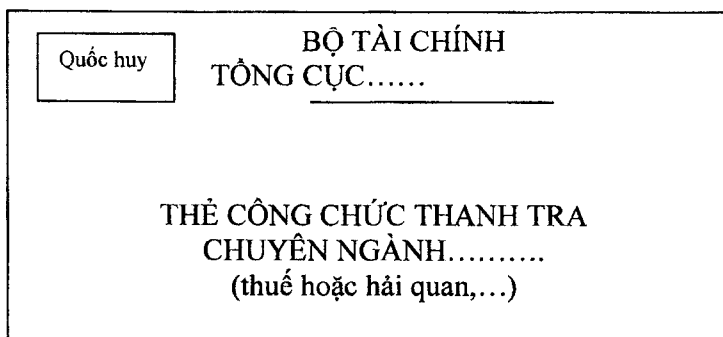 Quốc huy
BỘ TÀI CHÍNH
TỔNG CỤC......
THẺ CÔNG CHỨC THANH TRA
CHUYÊN NGÀNH..........
(thuế hoặc hải quan,...)